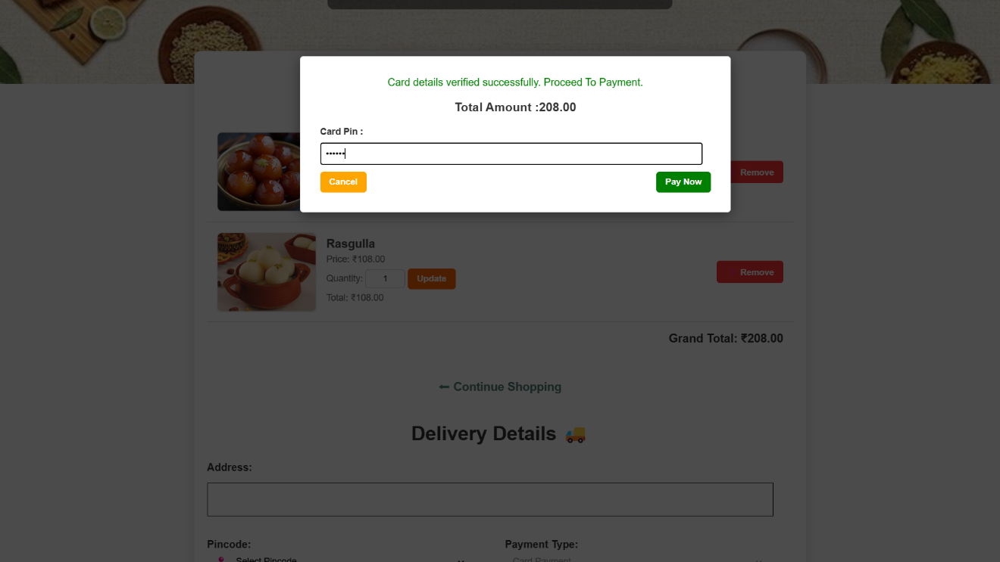 Card details verified successfully. Proceed To Payment.
Total Amount :208.00
Card Pin :
••••••
Cancel
Pay Now
Remove
Rasgulla
Price: ₹108.00
Quantity: 1 Update
Remove
Total: ₹108.00
Grand Total: ₹208.00
⬅ Continue Shopping
Delivery Details 🚚
Address:
Pincode:
Payment Type:
📍 Select Pincode
Card Payment